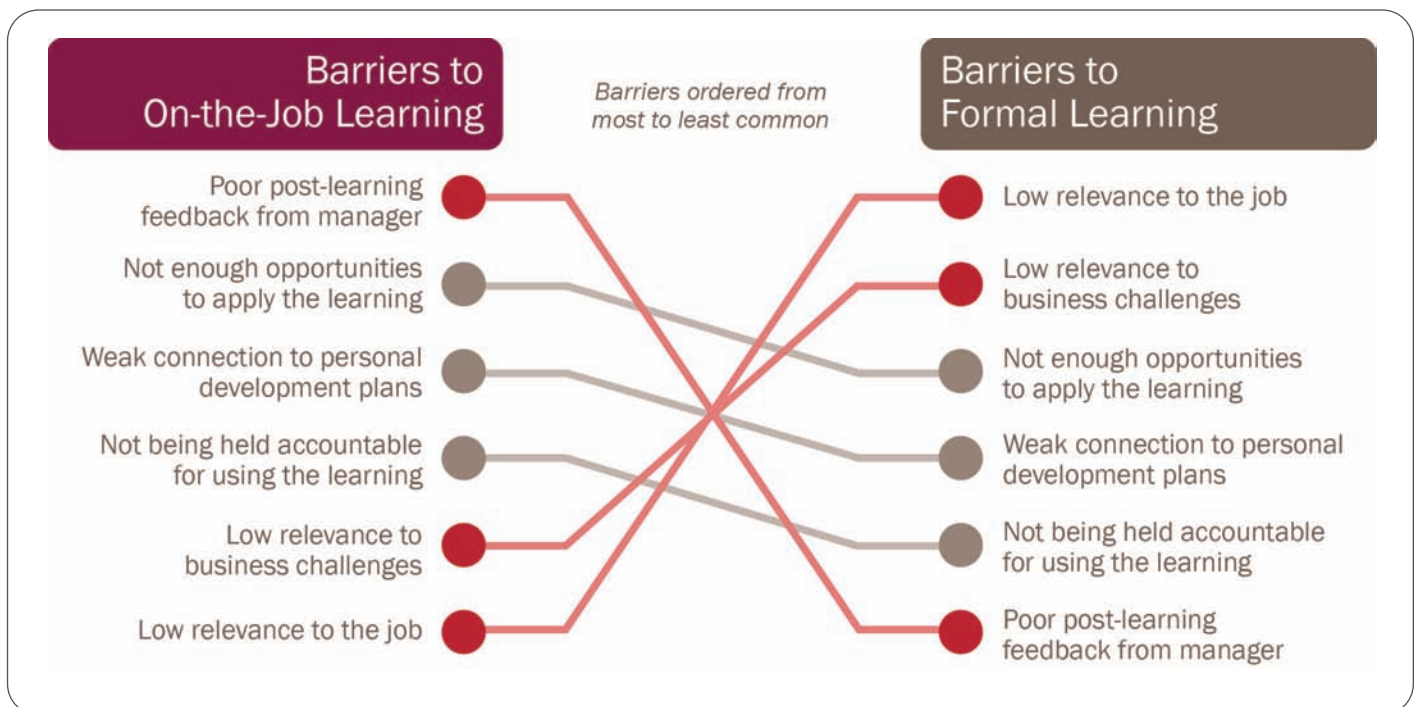 Barriers to
On-the-Job Learning
Barriers ordered from
most to least common
Barriers to
Formal Learning
Poor post-learning
feedback from manager
Not enough opportunities
to apply the learning
Weak connection to personal
development plans
Not being held accountable
for using the learning
Low relevance to
business challenges
Low relevance to the job
Low relevance to the job
Low relevance to
business challenges
Not enough opportunities
to apply the learning
Weak connection to personal
development plans
Not being held accountable
for using the learning
Poor post-learning
feedback from manager